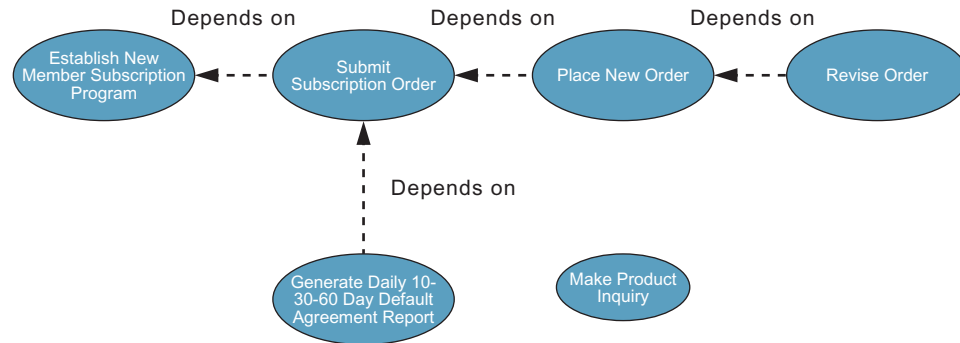 Depends on
Depends on
Depends on
Establish New
Member Subscription
Program
Submit
Subscription Order
Place New Order
Revise Order
Depends on
Generate Daily 10-
30-60 Day Default
Agreement Report
Make Product
Inquiry